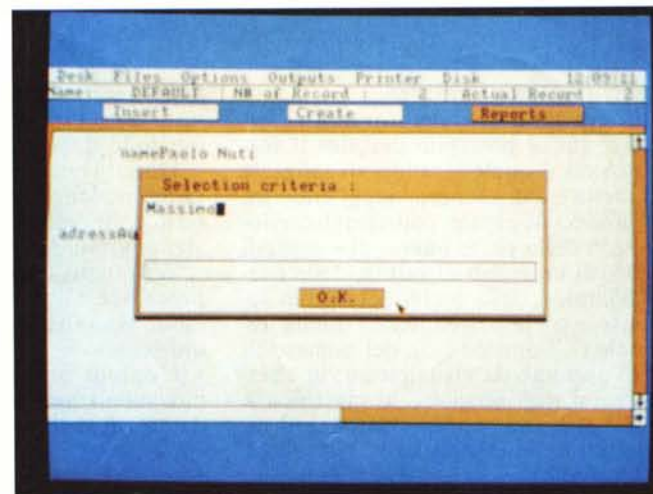 Desk Files Options Outputs Printer Disk 12:09:11
Name: DEFAULT N# of Record : 2 Actual Record 2
Insert Create Reports
namePaolo Nuti
Selection criteria :
Massimo
adressAu
O.K.